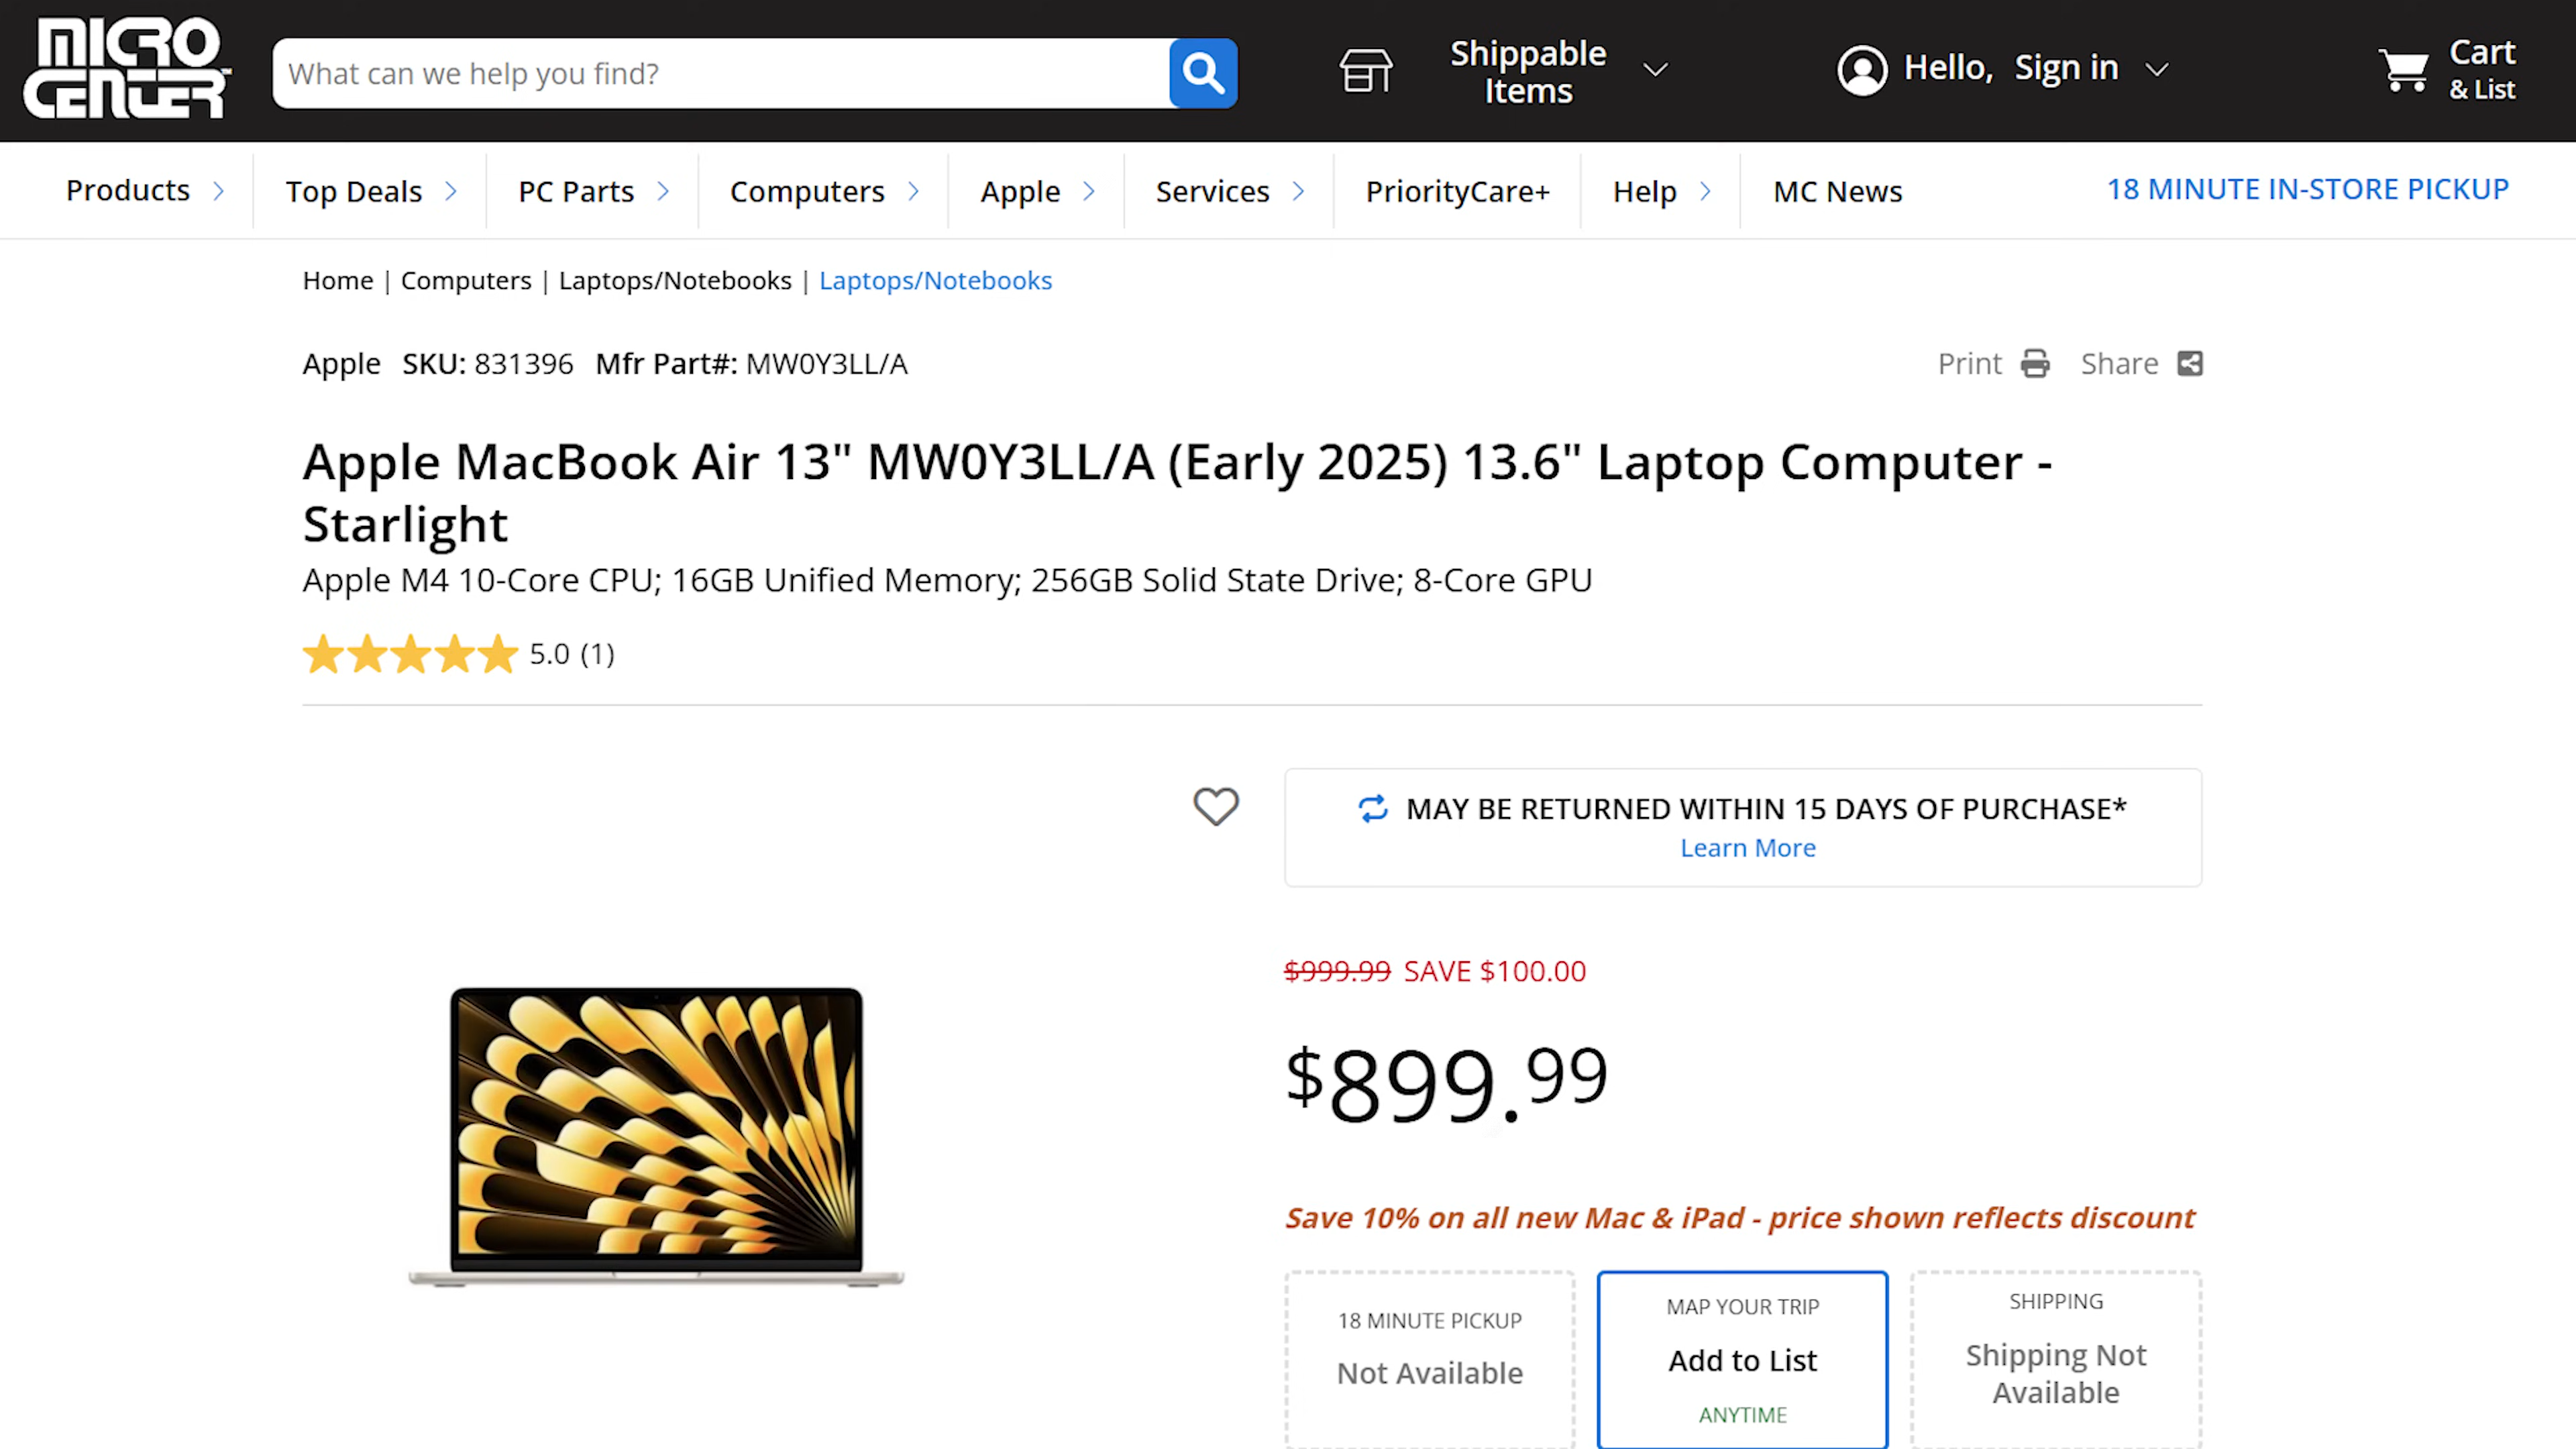 MICRO CENTER
What can we help you find?
Shippable Items
Hello, Sign in
Cart & List
Products
Top Deals
PC Parts
Computers
Apple
Services
PriorityCare+
Help
MC News
18 MINUTE IN-STORE PICKUP
Home | Computers | Laptops/Notebooks | Laptops/Notebooks
Apple SKU: 831396 Mfr Part#: MW0Y3LL/A
Print Share
Apple MacBook Air 13" MW0Y3LL/A (Early 2025) 13.6" Laptop Computer -
Starlight
Apple M4 10-Core CPU; 16GB Unified Memory; 256GB Solid State Drive; 8-Core GPU
5.0 (1)
MAY BE RETURNED WITHIN 15 DAYS OF PURCHASE*
Learn More
$999.99 SAVE $100.00
$899.99
Save 10% on all new Mac & iPad - price shown reflects discount
18 MINUTE PICKUP
Not Available
MAP YOUR TRIP
Add to List
ANYTIME
SHIPPING
Shipping Not
Available